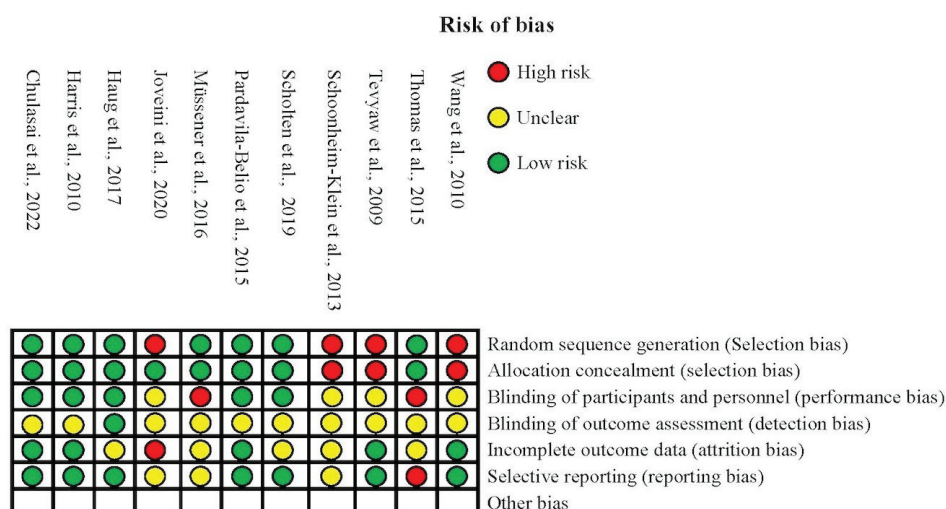 Risk of bias
High risk
Unclear
Low risk
Chulasai et al., 2022
Harris et al., 2010
Haug et al., 2017
Joveini et al., 2020
Müssener et al., 2016
Pardavila-Belio et al., 2015
Scholten et al., 2019
Schoonheim-Klein et al., 2013
Tevyaw et al., 2009
Thomas et al., 2015
Wang et al., 2010
Random sequence generation (Selection bias)
Allocation concealment (selection bias)
Blinding of participants and personnel (performance bias)
Blinding of outcome assessment (detection bias)
Incomplete outcome data (attrition bias)
Selective reporting (reporting bias)
Other bias